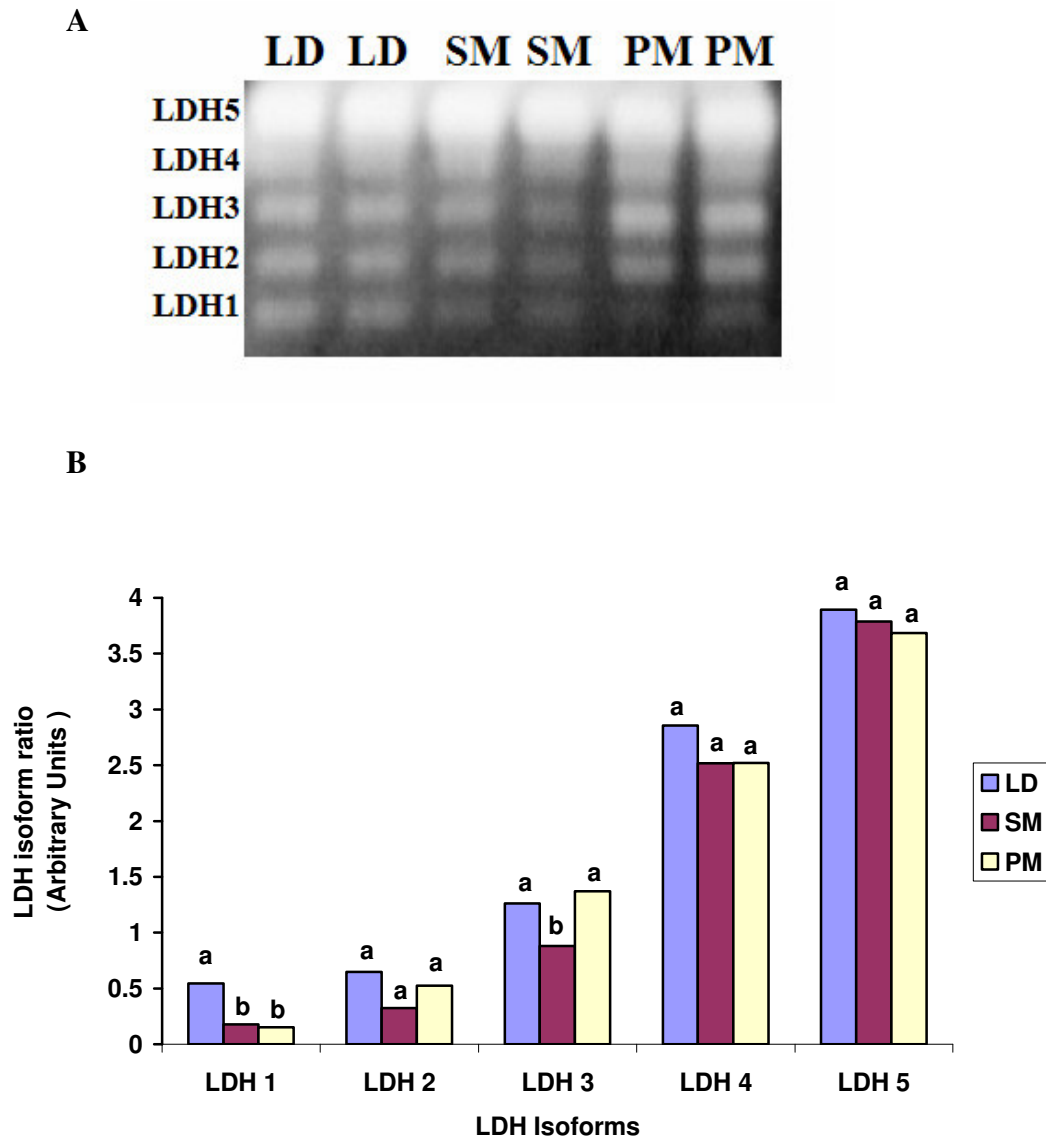 A
LD LD SM SM PM PM
LDH5
LDH4
LDH3
LDH2
LDH1
B
LDH isoform ratio
(Arbitrary Units )
4
3.5
3
2.5
2
1.5
1
0.5
0
a b b
a a a
a b a
a a a
a a a
LDH 1 LDH 2 LDH 3 LDH 4 LDH 5
LDH Isoforms
LD
SM
PM